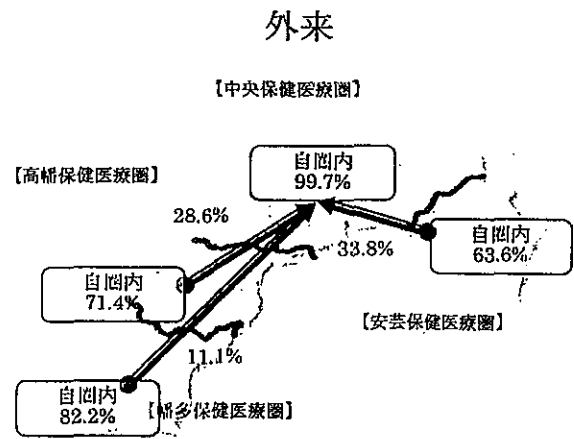 外来
【中央保健医療圏】
自圏内
99.7%
【高幡保健医療圏】
28.6%
33.8%
自圏内
63.6%
自圏内
71.4%
【安芸保健医療圏】
11.1%
自圏内
82.2%
【幡多保健医療圏】